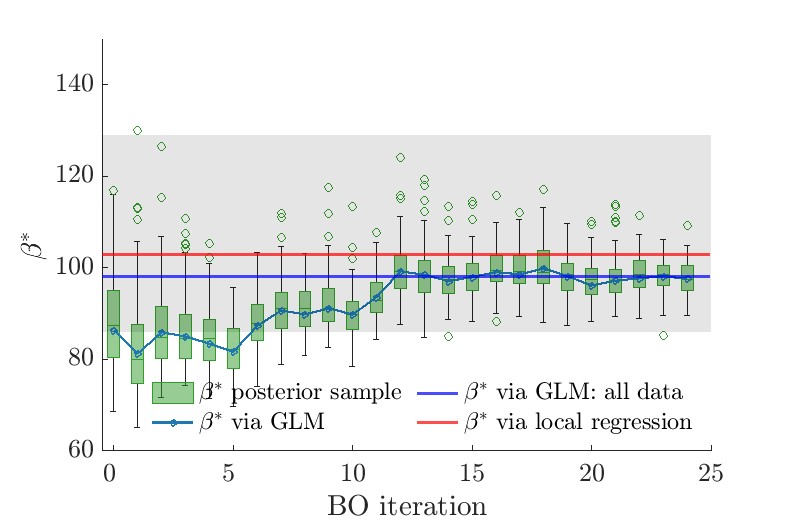 140
120
100
80
60
β*
β* posterior sample
β* via GLM: all data
β* via GLM
β* via local regression
0 5 10 15 20 25
BO iteration